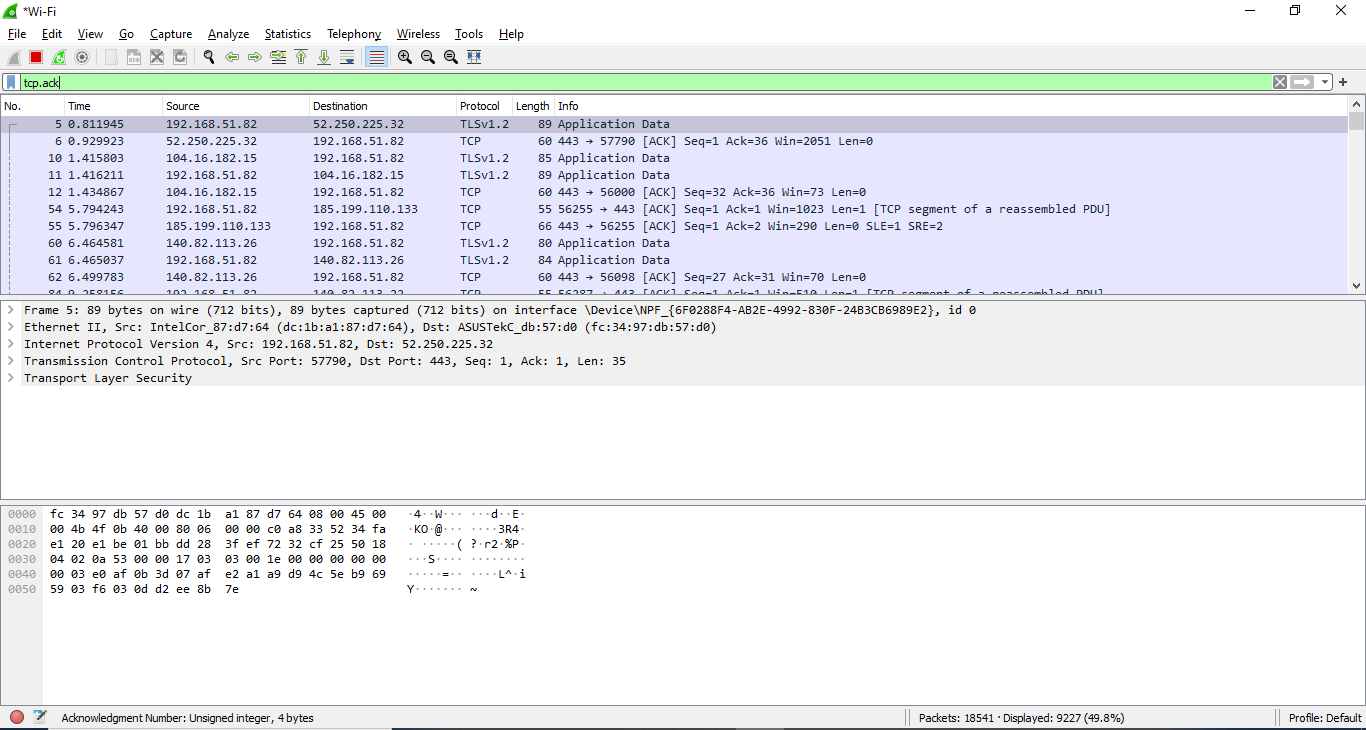 *Wi-Fi
File Edit View Go Capture Analyze Statistics Telephony Wireless Tools Help
tcp.ack
No. Time Source Destination Protocol Length Info
5 0.811945 192.168.51.82 52.250.225.32 TLSv1.2 89 Application Data
6 0.929923 52.250.225.32 192.168.51.82 TCP 60 443 → 57790 [ACK] Seq=1 Ack=36 Win=2051 Len=0
10 1.415803 104.16.182.15 192.168.51.82 TLSv1.2 85 Application Data
11 1.416211 192.168.51.82 104.16.182.15 TLSv1.2 89 Application Data
12 1.434867 104.16.182.15 192.168.51.82 TCP 60 443 → 56000 [ACK] Seq=32 Ack=36 Win=73 Len=0
54 5.794243 192.168.51.82 185.199.110.133 TCP 55 56255 → 443 [ACK] Seq=1 Ack=1 Win=1023 Len=1 [TCP segment of a reassembled PDU]
55 5.796347 185.199.110.133 192.168.51.82 TCP 66 443 → 56255 [ACK] Seq=1 Ack=2 Win=290 Len=0 SLE=1 SRE=2
60 6.464581 140.82.113.26 192.168.51.82 TLSv1.2 80 Application Data
61 6.465037 192.168.51.82 140.82.113.26 TLSv1.2 84 Application Data
62 6.499783 140.82.113.26 192.168.51.82 TCP 60 443 → 56098 [ACK] Seq=27 Ack=31 Win=70 Len=0
Frame 5: 89 bytes on wire (712 bits), 89 bytes captured (712 bits) on interface \Device\NPF_{6F0288F4-AB2E-4992-830F-24B3CB6989E2}, id 0
Ethernet II, Src: IntelCor_87:d7:64 (dc:1b:a1:87:d7:64), Dst: ASUSTekC_db:57:d0 (fc:34:97:db:57:d0)
Internet Protocol Version 4, Src: 192.168.51.82, Dst: 52.250.225.32
Transmission Control Protocol, Src Port: 57790, Dst Port: 443, Seq: 1, Ack: 1, Len: 35
Transport Layer Security
0000 fc 34 97 db 57 d0 dc 1b a1 87 d7 64 08 00 45 00 ·4··W··· ···d··E·
0010 00 4b 4f 0b 40 00 80 06 00 00 c0 a8 33 52 34 fa ·KO·@··· ····3R4·
0020 e1 20 e1 be 01 bb dd 28 3f ef 72 32 cf 25 50 18 · ·····( ?·r2·%P·
0030 04 02 0a 53 00 00 17 03 03 00 1e 00 00 00 00 00 ···S···· ········
0040 00 03 e0 af 0b 3d 07 af e2 a1 a9 d9 4c 5e b9 69 ·····=·· ····L^·i
0050 59 03 f6 03 0d d2 ee 8b 7e Y······· ~
Acknowledgment Number: Unsigned integer, 4 bytes Packets: 18541 · Displayed: 9227 (49.8%) Profile: Default